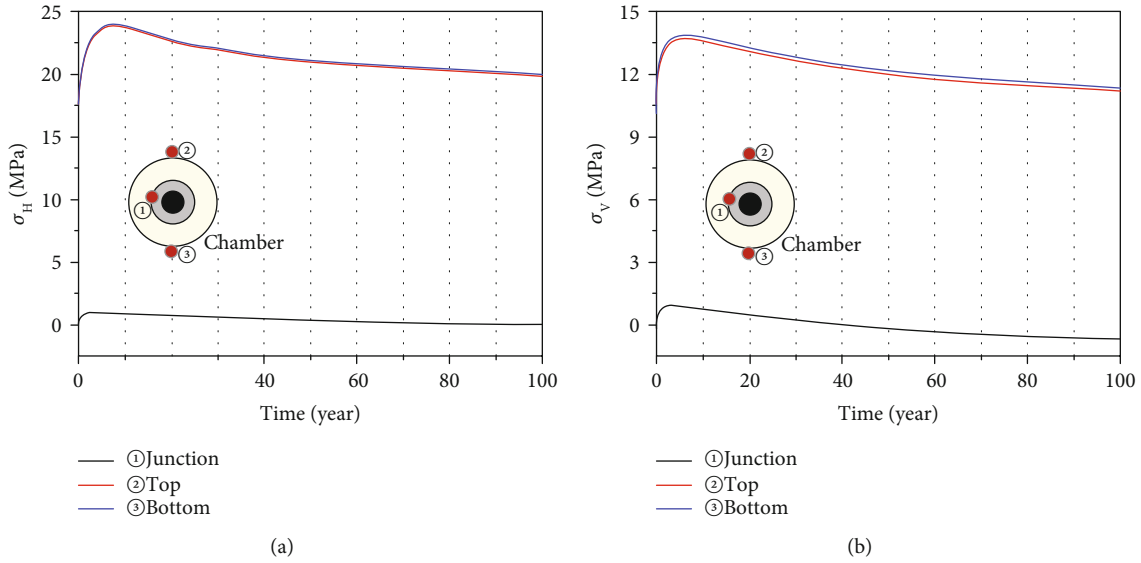 25
20
15
10
5
0
σH (MPa)
②
①
Chamber
③
0
20
40
60
80
100
Time (year)
①Junction
②Top
③Bottom
(a)
15
12
9
6
3
0
σV (MPa)
②
①
Chamber
③
0
20
40
60
80
100
Time (year)
①Junction
②Top
③Bottom
(b)